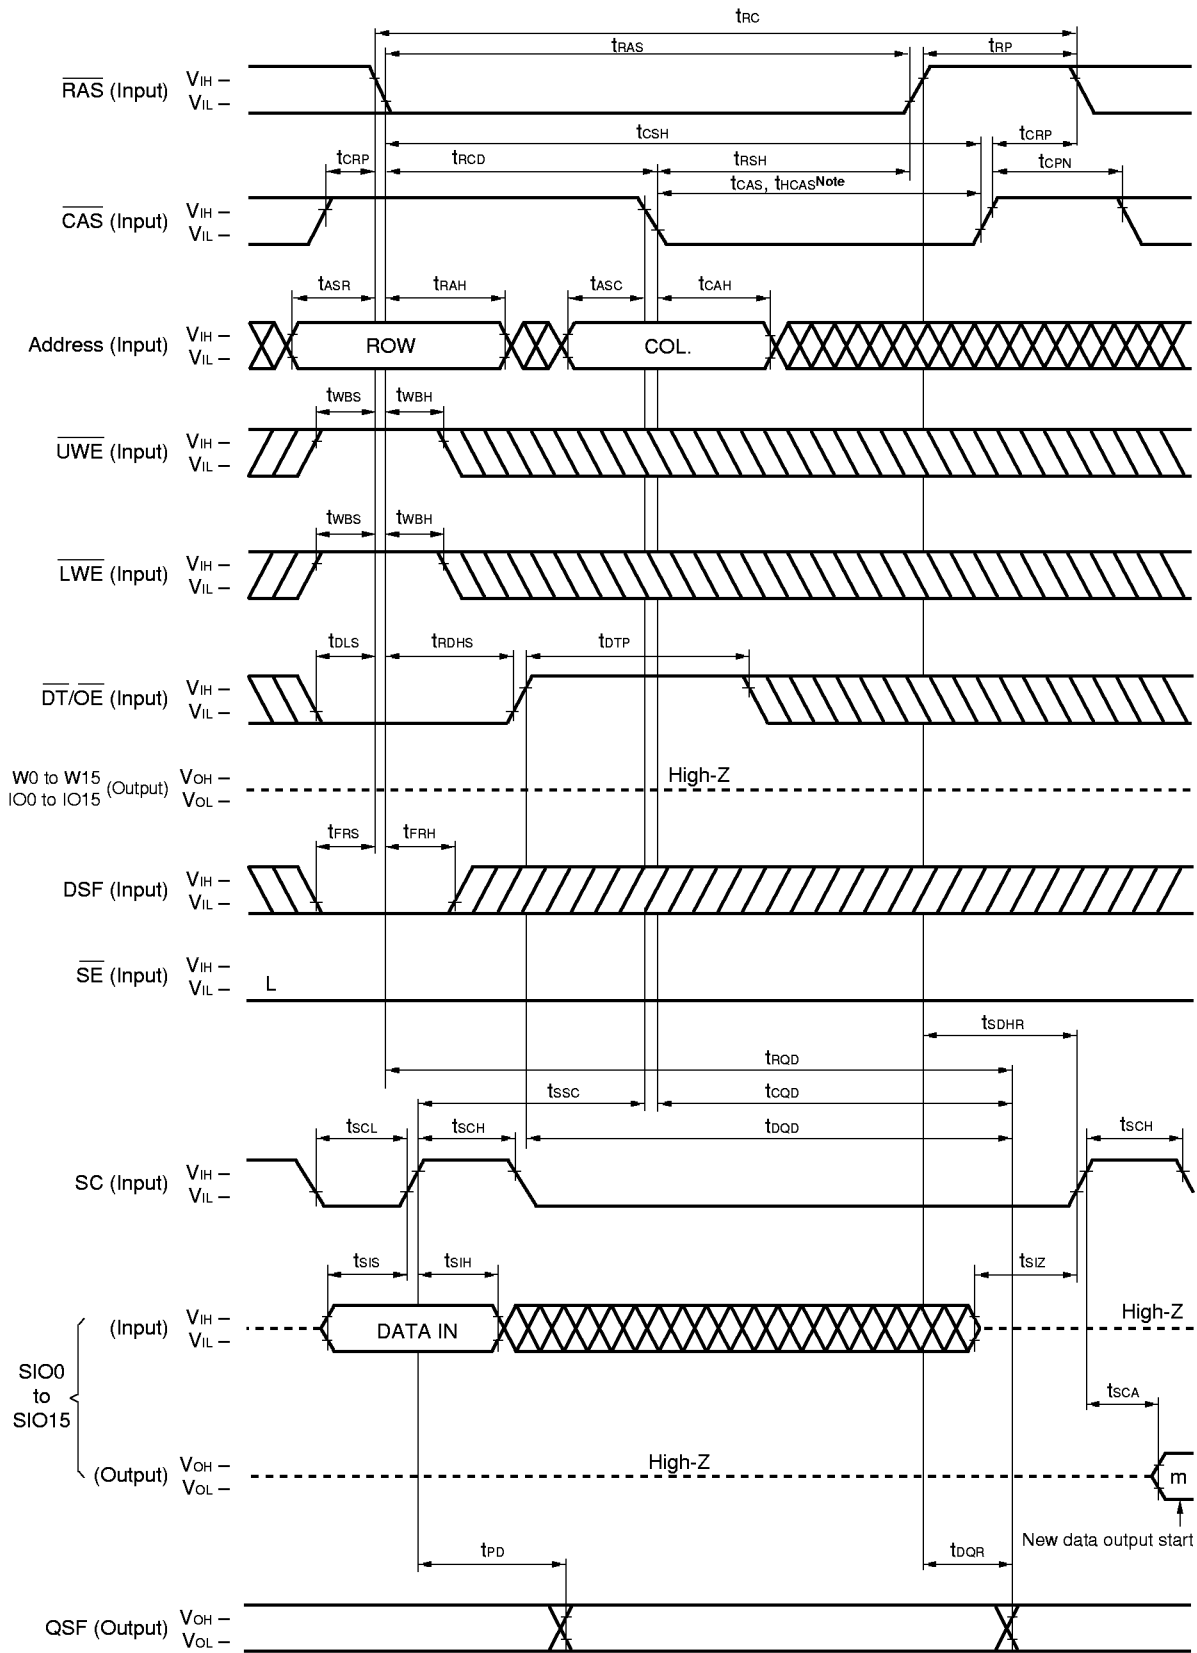 tRC
tRAS tRP
RAS (Input) VIH –
VIL –
tCSH tCRP
tCRP tRCD tRSH tCPN
tCAS, tHCAS Note
CAS (Input) VIH –
VIL –
tASR tRAH tASC tCAH
Address (Input) VIH –
VIL –
ROW COL.
tWBS tWBH
UWE (Input) VIH –
VIL –
tWBS tWBH
LWE (Input) VIH –
VIL –
tDLS tRDHS tDTP
DT/OE (Input) VIH –
VIL –
W0 to W15
IO0 to IO15 (Output) VOH –
VOL –
High-Z
tFRS tFRH
DSF (Input) VIH –
VIL –
SE (Input) VIH –
VIL –
L
tSDHR
tRQD
tSSC tCQD
tSCL tSCH tDQD tSCH
SC (Input) VIH –
VIL –
tSIS tSIH tSIZ
(Input) VIH –
VIL –
DATA IN High-Z
SIO0
to
SIO15
tSCA
(Output) VOH –
VOL –
High-Z m
New data output start
tPD tDQR
QSF (Output) VOH –
VOL –